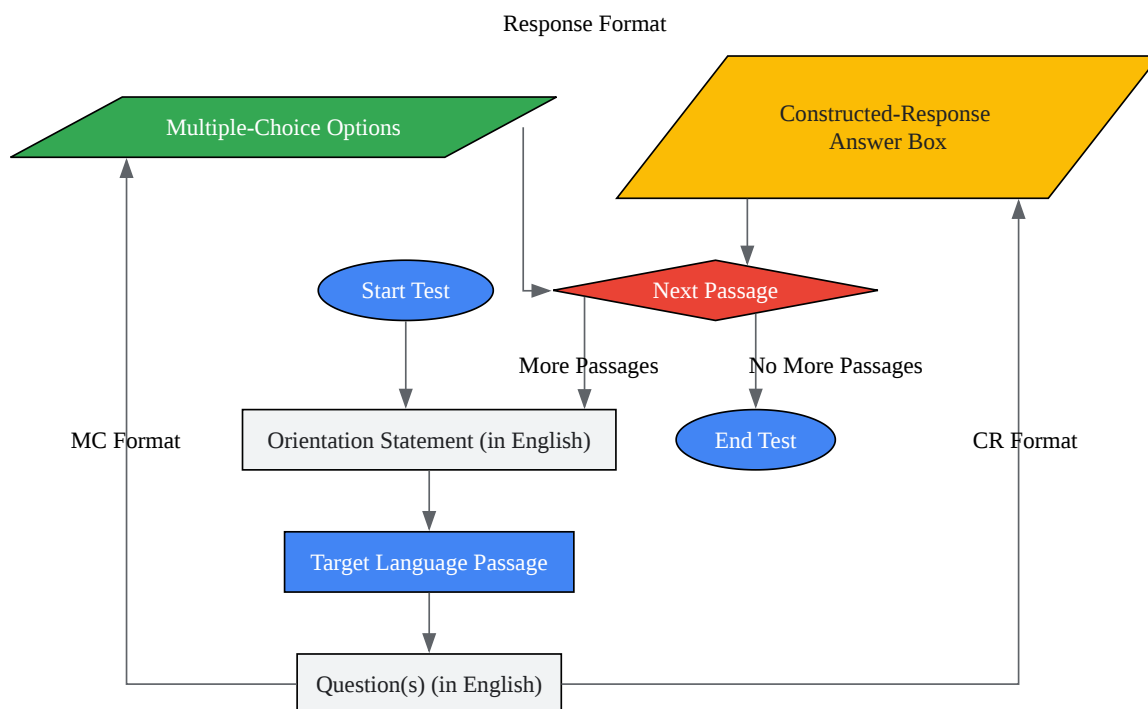 Response Format
Multiple-Choice Options
Constructed-Response
Answer Box
Start Test
Next Passage
More Passages
No More Passages
MC Format
Orientation Statement (in English)
End Test
CR Format
Target Language Passage
Question(s) (in English)